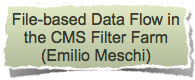 File-based Data Flow in
the CMS Filter Farm
(Emilio Meschi)